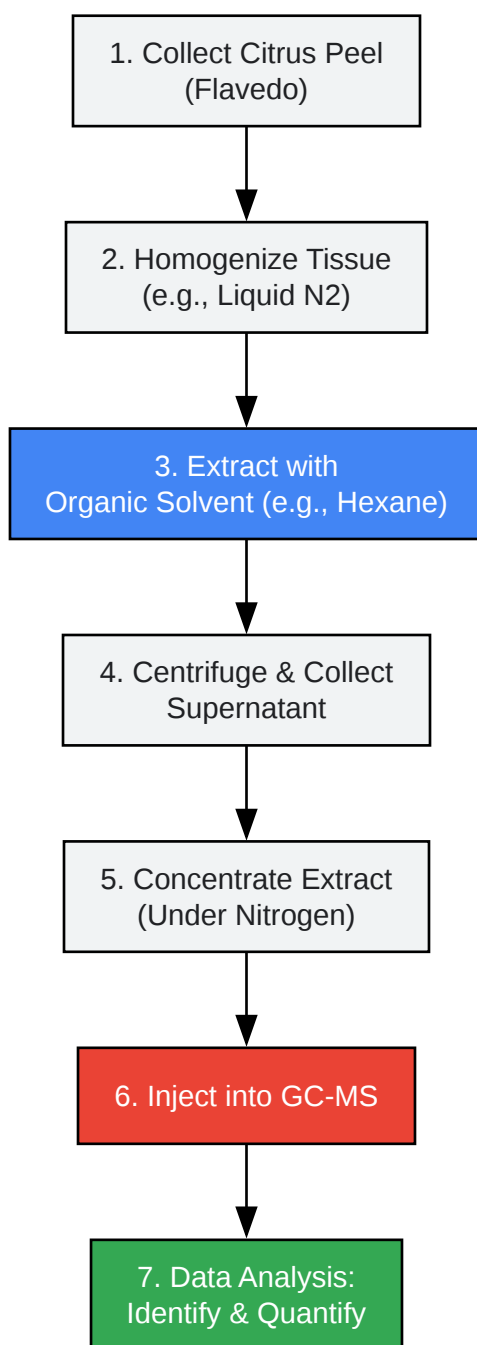 1. Collect Citrus Peel
(Flavedo)
2. Homogenize Tissue
(e.g., Liquid N2)
3. Extract with
Organic Solvent (e.g., Hexane)
4. Centrifuge & Collect
Supernatant
5. Concentrate Extract
(Under Nitrogen)
6. Inject into GC-MS
7. Data Analysis:
Identify & Quantify